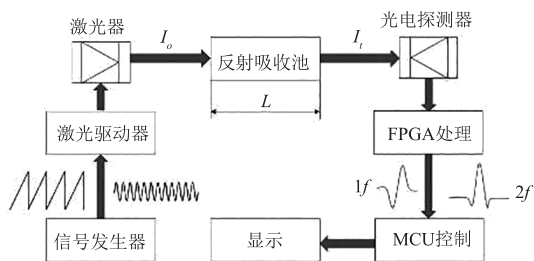 激光器
光电探测器
Io
It
反射吸收池
L
激光驱动器
FPGA处理
1f
2f
信号发生器
显示
MCU控制